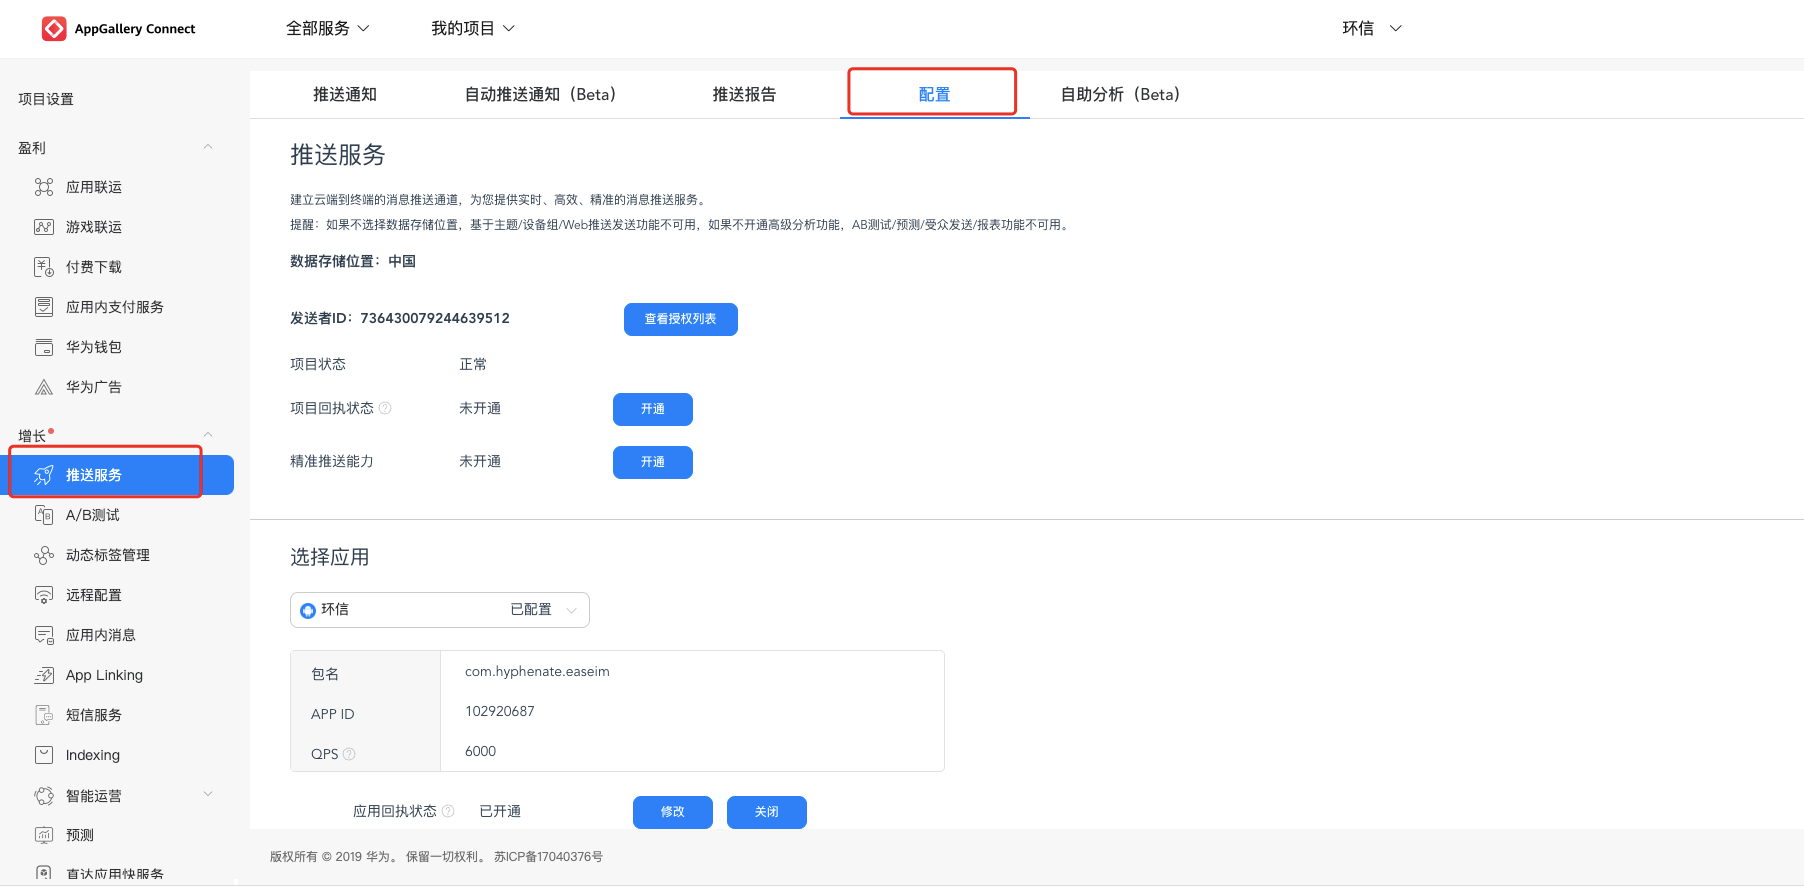 AppGallery Connect
全部服务
我的项目
环信
项目设置
盈利
应用联运
游戏联运
付费下载
应用内支付服务
华为钱包
华为广告
增长
推送服务
A/B测试
动态标签管理
远程配置
应用内消息
App Linking
短信服务
Indexing
智能运营
预测
直达应用快服务
推送通知
自动推送通知（Beta）
推送报告
配置
自助分析（Beta）
推送服务
建立云端到终端的消息推送通道，为您提供实时、高效、精准的消息推送服务。
提醒：如果不选择数据存储位置，基于主题/设备组/Web推送发送功能不可用，如果不开通高级分析功能，AB测试/预测/受众发送/报表功能不可用。
数据存储位置：中国
发送者ID：736430079244639512
查看授权列表
项目状态 正常
项目回执状态 未开通 开通
精准推送能力 未开通 开通
选择应用
环信 已配置
包名 com.hyphenate.easeim
APP ID 102920687
QPS 6000
应用回执状态 已开通 修改 关闭
版权所有 © 2019 华为。 保留一切权利。 苏ICP备17040376号